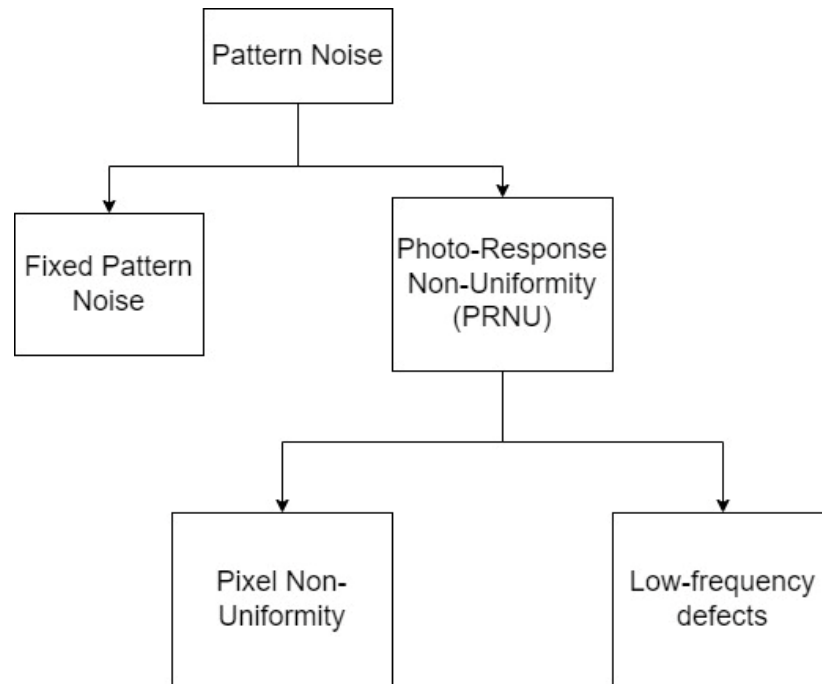 Pattern Noise
Fixed Pattern
Noise
Photo-Response
Non-Uniformity
(PRNU)
Pixel Non-
Uniformity
Low-frequency
defects